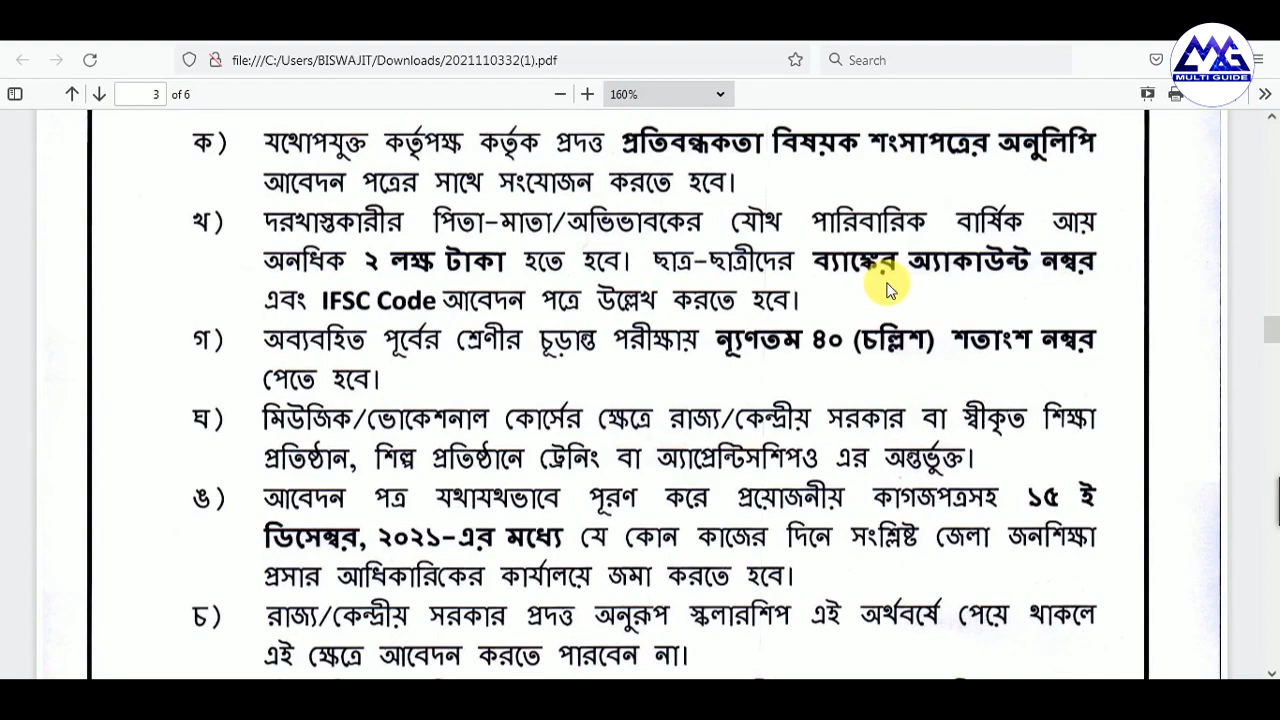 file:///C:/Users/BISWAJIT/Downloads/2021110332(1).pdf
Search
MG
MULTI GUIDE
3 of 6
160%
ক) যথোপযুক্ত কর্তৃপক্ষ কর্তৃক প্রদত্ত প্রতিবন্ধকতা বিষয়ক শংসাপত্রের অনুলিপি
আবেদন পত্রের সাথে সংযোজন করতে হবে।
খ) দরখাস্তকারীর পিতা-মাতা/অভিভাবকের যৌথ পারিবারিক বার্ষিক আয়
অনধিক ২ লক্ষ টাকা হতে হবে। ছাত্র-ছাত্রীদের ব্যাঙ্কের অ্যাকাউন্ট নম্বর
এবং IFSC Code আবেদন পত্রে উল্লেখ করতে হবে।
গ) অব্যবহিত পূর্বের শ্রেণীর চূড়ান্ত পরীক্ষায় ন্যূণতম ৪০ (চল্লিশ) শতাংশ নম্বর
পেতে হবে।
ঘ) মিউজিক/ভোকেশনাল কোর্সের ক্ষেত্রে রাজ্য/কেন্দ্রীয় সরকার বা স্বীকৃত শিক্ষা
প্রতিষ্ঠান, শিল্প প্রতিষ্ঠানে ট্রেনিং বা অ্যাপ্রেন্টিসশিপও এর অন্তর্ভুক্ত।
ঙ) আবেদন পত্র যথাযথভাবে পূরণ করে প্রয়োজনীয় কাগজপত্রসহ ১৫ ই
ডিসেম্বর, ২০২১-এর মধ্যে যে কোন কাজের দিনে সংশ্লিষ্ট জেলা জনশিক্ষা
প্রসার আধিকারিকের কার্যালয়ে জমা করতে হবে।
চ) রাজ্য/কেন্দ্রীয় সরকার প্রদত্ত অনুরূপ স্কলারশিপ এই অর্থবর্ষে পেয়ে থাকলে
এই ক্ষেত্রে আবেদন করতে পারবেন না।